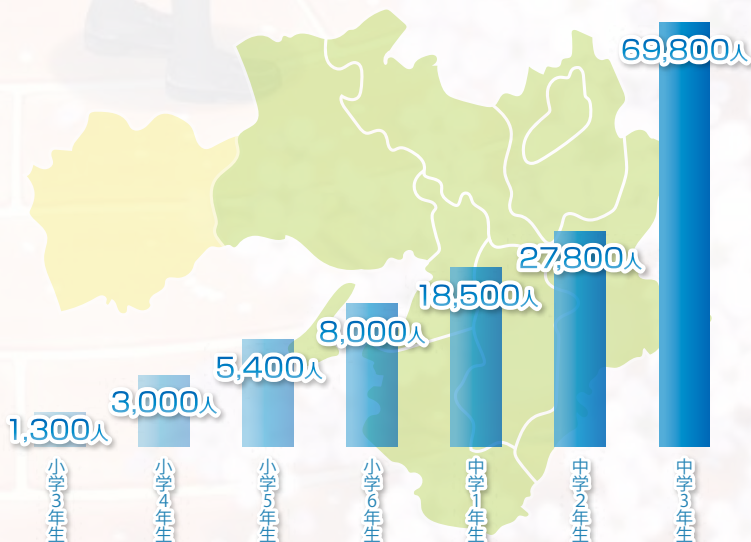 69,800人
27,800人
18,500人
8,000人
5,400人
3,000人
1,300人
小学3年生
小学4年生
小学5年生
小学6年生
中学1年生
中学2年生
中学3年生